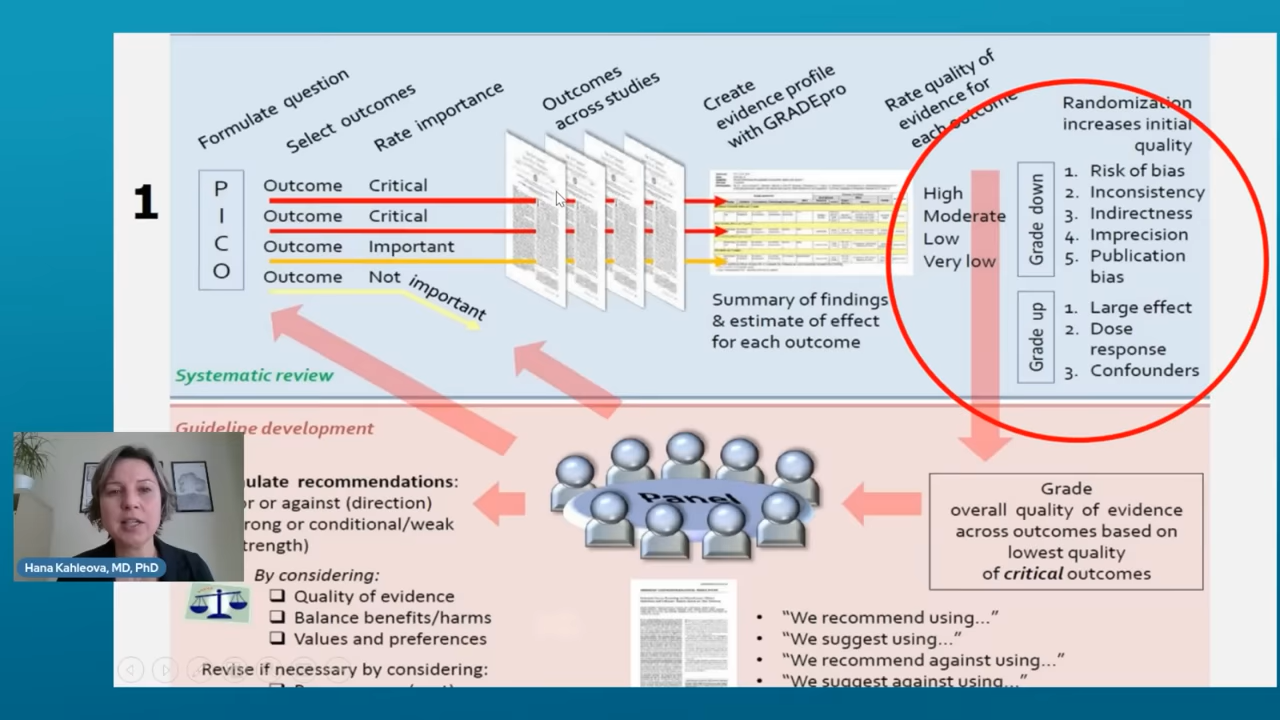 Formulate question
Select outcomes
Rate importance
Outcomes
across studies
Create
evidence profile
with GRADEpro
Rate quality of
evidence for
each outcome
Randomization
increases initial
quality
1
P
I
C
O
Outcome Critical
Outcome Critical
Outcome Important
Outcome Not important
High
Moderate
Low
Very low
Grade down
1. Risk of bias
2. Inconsistency
3. Indirectness
4. Imprecision
5. Publication
bias
Grade up
1. Large effect
2. Dose
response
3. Confounders
Summary of findings
& estimate of effect
for each outcome
Systematic review
Guideline development
ulate recommendations:
or or against (direction)
rong or conditional/weak
trength)
By considering:
❑ Quality of evidence
❑ Balance benefits/harms
❑ Values and preferences
Revise if necessary by considering:
Panel
Grade
overall quality of evidence
across outcomes based on
lowest quality
of critical outcomes
• “We recommend using…”
• “We suggest using…”
• “We recommend against using…”
• “We suggest against using…”
Hana Kahleova, MD, PhD